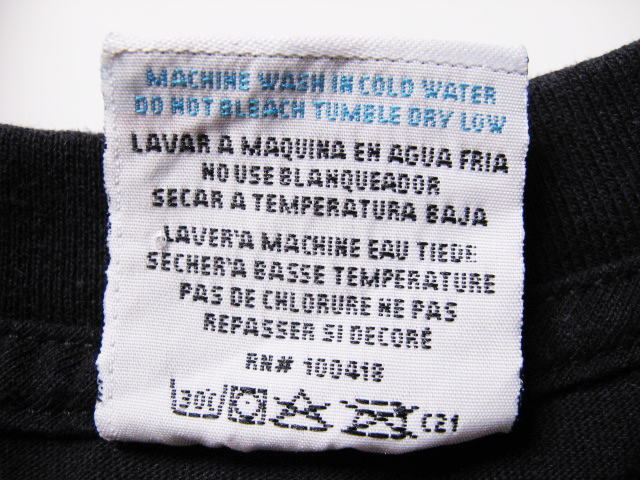 MACHINE WASH IN COLD WATER
DO NOT BLEACH TUMBLE DRY LOW
LAVAR A MAQUINA EN AGUA FRIA
NO USE BLANQUEADOR
SECAR A TEMPERATURA BAJA
LAVER'A MACHINE EAU TIEDE
SECHER'A BASSE TEMPERATURE
PAS DE CHLORURE NE PAS
REPASSER SI DECORÉ
RN# 100418
30 C21